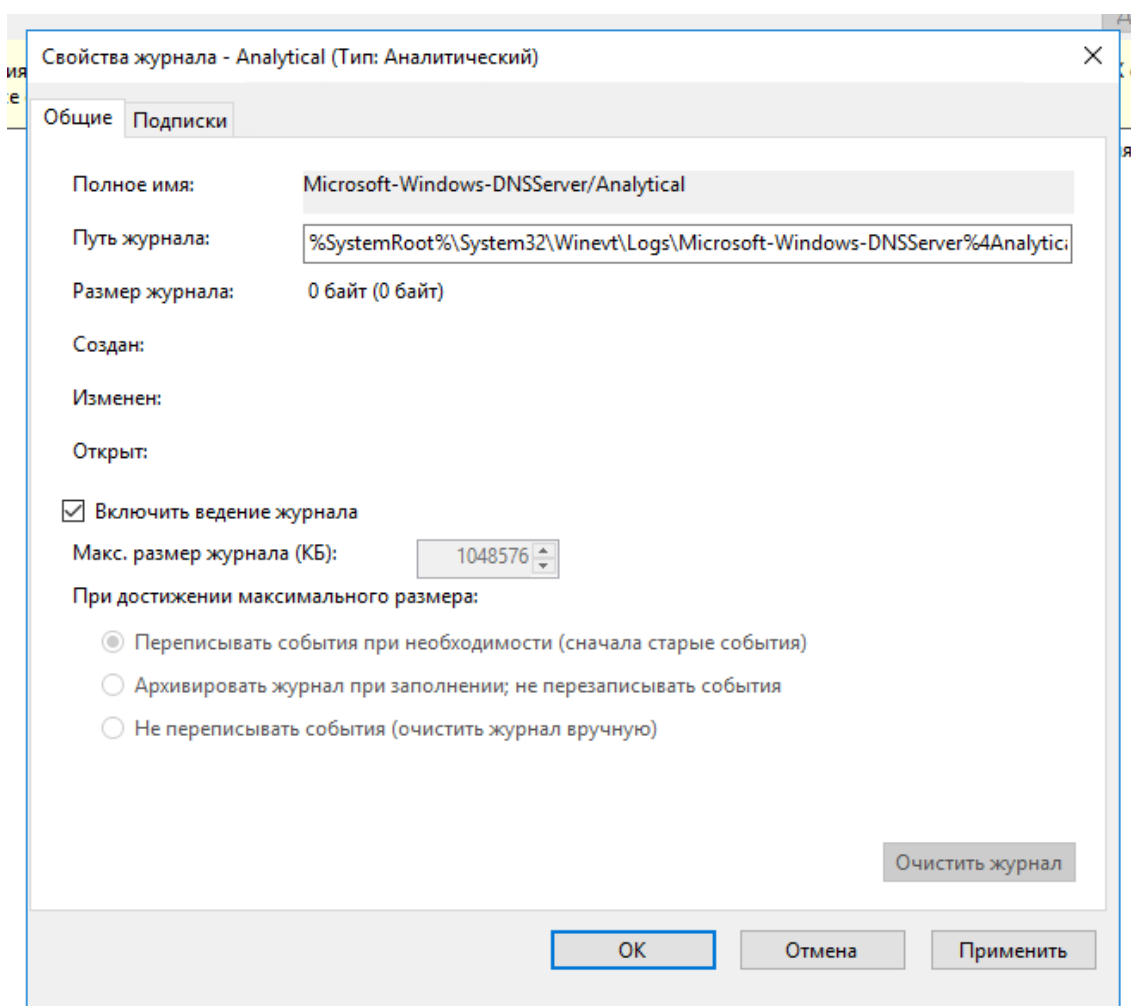 Свойства журнала - Analytical (Тип: Аналитический)
Общие
Подписки
Полное имя:
Microsoft-Windows-DNSServer/Analytical
Путь журнала:
%SystemRoot%\System32\Winevt\Logs\Microsoft-Windows-DNSServer%4Analytica
Размер журнала:
0 байт (0 байт)
Создан:
Изменен:
Открыт:
Включить ведение журнала
Макс. размер журнала (КБ):
1048576
При достижении максимального размера:
Переписывать события при необходимости (сначала старые события)
Архивировать журнал при заполнении; не перезаписывать события
Не переписывать события (очистить журнал вручную)
Очистить журнал
OK
Отмена
Применить